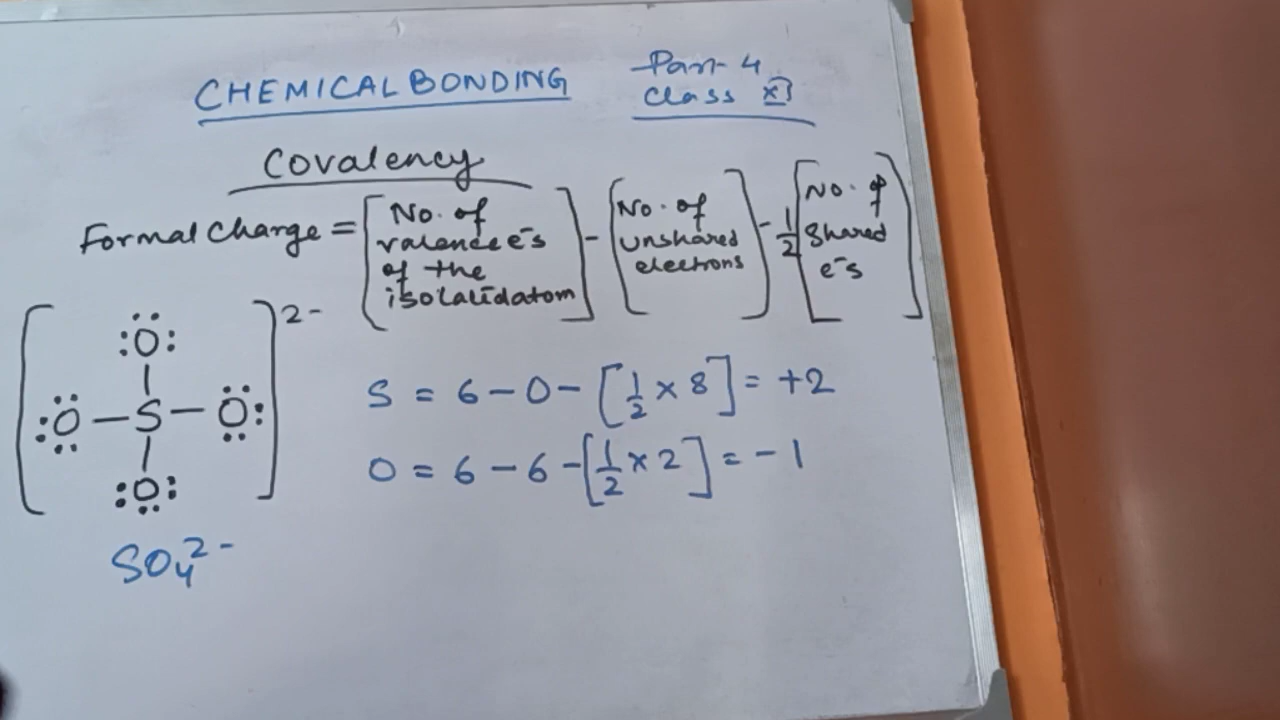 CHEMICAL BONDING
Part 4
Class XI
Covalency
Formal Charge = [No. of valence e⁻s of the isolated atom] - [No. of unshared electrons] - 1/2 [No. of shared e⁻s]
[:Ö: :Ö–S–Ö: :Ö:]²⁻
S = 6 - 0 - [1/2 × 8] = +2
O = 6 - 6 - [1/2 × 2] = -1
SO₄²⁻